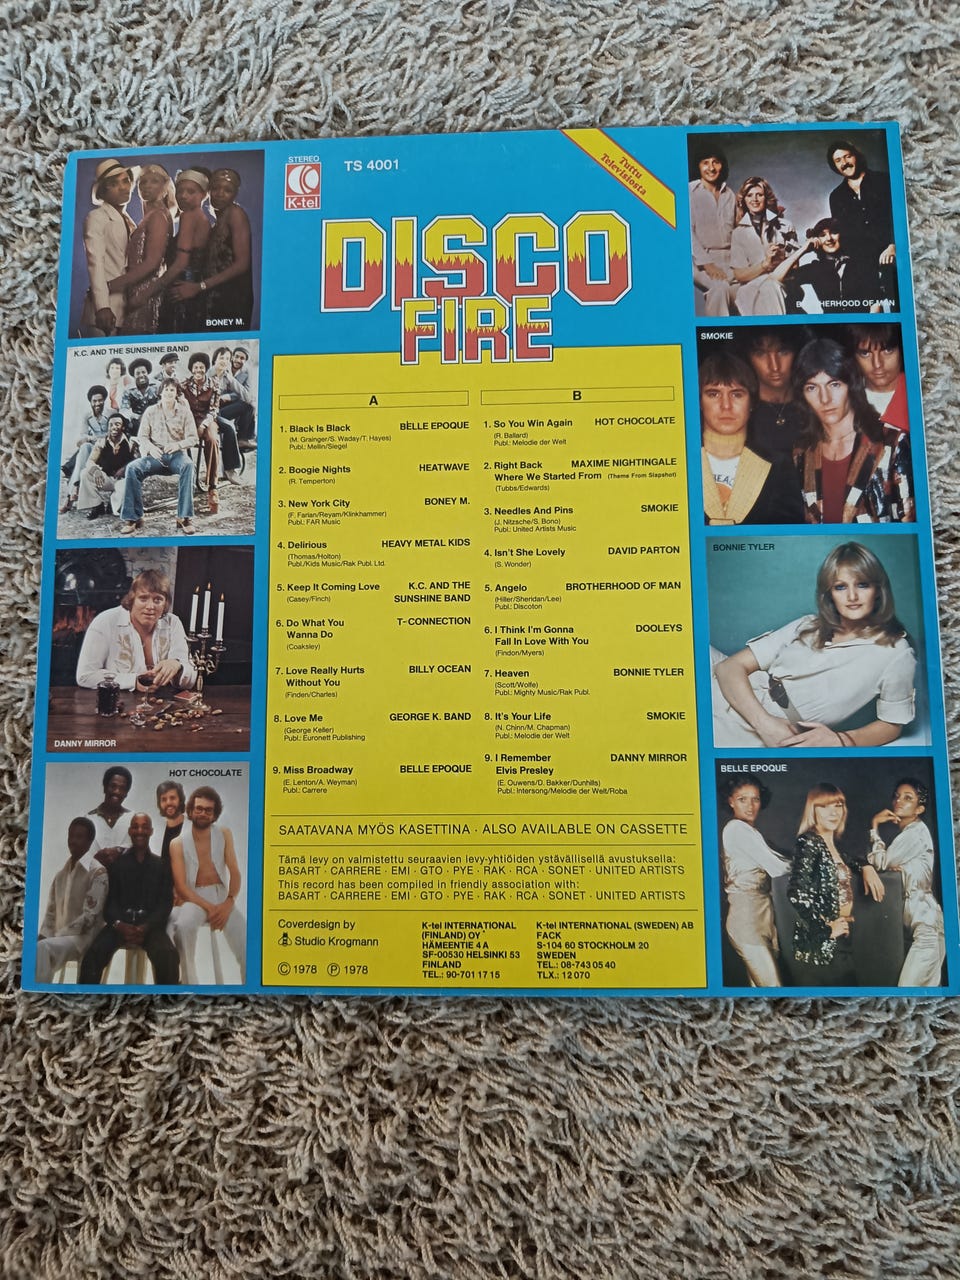 STEREO
K-tel
TS 4001
Tuttu
Televisiosta
DISCO
FIRE
BONEY M.
K.C. AND THE SUNSHINE BAND
DANNY MIRROR
HOT CHOCOLATE
A
1. Black Is Black BELLE EPOQUE
(M. Grainger/S. Waday/T. Hayes)
Publ.: Mellin/Siegel
2. Boogie Nights HEATWAVE
(R. Temperton)
3. New York City BONEY M.
(F. Farian/Reyam/Klinkhammer)
Publ.: FAR Music
4. Delirious HEAVY METAL KIDS
(Thomas/Holton)
Publ./Kids Music/Rak Publ. Ltd.
5. Keep It Coming Love K.C. AND THE
(Casey/Finch) SUNSHINE BAND
6. Do What You T-CONNECTION
Wanna Do
(Coaksley)
7. Love Really Hurts BILLY OCEAN
Without You
(Finden/Charles)
8. Love Me GEORGE K. BAND
(George Keller)
Publ.: Euronett Publishing
9. Miss Broadway BELLE EPOQUE
(E. Lenton/A. Weyman)
Publ.: Carrere
B
1. So You Win Again HOT CHOCOLATE
(R. Ballard)
Publ.: Melodie der Welt
2. Right Back MAXIME NIGHTINGALE
Where We Started From (Theme From Slapshot)
(Tubbs/Edwards)
3. Needles And Pins SMOKIE
(J. Nitzsche/S. Bono)
Publ.: United Artists Music
4. Isn't She Lovely DAVID PARTON
(S. Wonder)
5. Angelo BROTHERHOOD OF MAN
(Hiller/Sheridan/Lee)
Publ.: Discoton
6. I Think I'm Gonna DOOLEYS
Fall In Love With You
(Findon/Myers)
7. Heaven BONNIE TYLER
(Scott/Wolfe)
Publ.: Mighty Music/Rak Publ.
8. It's Your Life SMOKIE
(N. Chinn/M. Chapman)
Publ.: Melodie der Welt
9. I Remember DANNY MIRROR
Elvis Presley
(E. Ouwens/D. Bakker/Dunhills)
Publ.: Intersong/Melodie der Welt/Roba
BROTHERHOOD OF MAN
SMOKIE
BONNIE TYLER
BELLE EPOQUE
SAATAVANA MYÖS KASETTINA · ALSO AVAILABLE ON CASSETTE
Tämä levy on valmistettu seuraavien levy-yhtiöiden ystävällisellä avustuksella:
BASART · CARRERE · EMI · GTO · PYE · RAK · RCA · SONET · UNITED ARTISTS
This record has been compiled in friendly association with:
BASART · CARRERE · EMI · GTO · PYE · RAK · RCA · SONET · UNITED ARTISTS
Coverdesign by
Studio Krogmann
Ⓒ 1978 Ⓟ 1978
K-tel INTERNATIONAL
(FINLAND) OY
HÄMEENTIE 4 A
SF-00530 HELSINKI 53
FINLAND
TEL.: 90-701 17 15
K-tel INTERNATIONAL (SWEDEN) AB
FACK
S-104 60 STOCKHOLM 20
SWEDEN
TEL.: 08-743 05 40
TLX.: 12 070